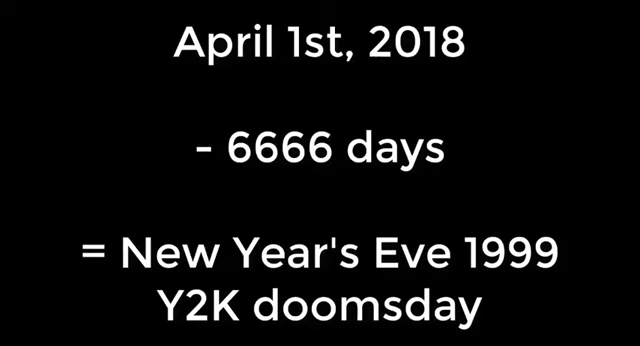 April 1st, 2018
- 6666 days
= New Year's Eve 1999
Y2K doomsday